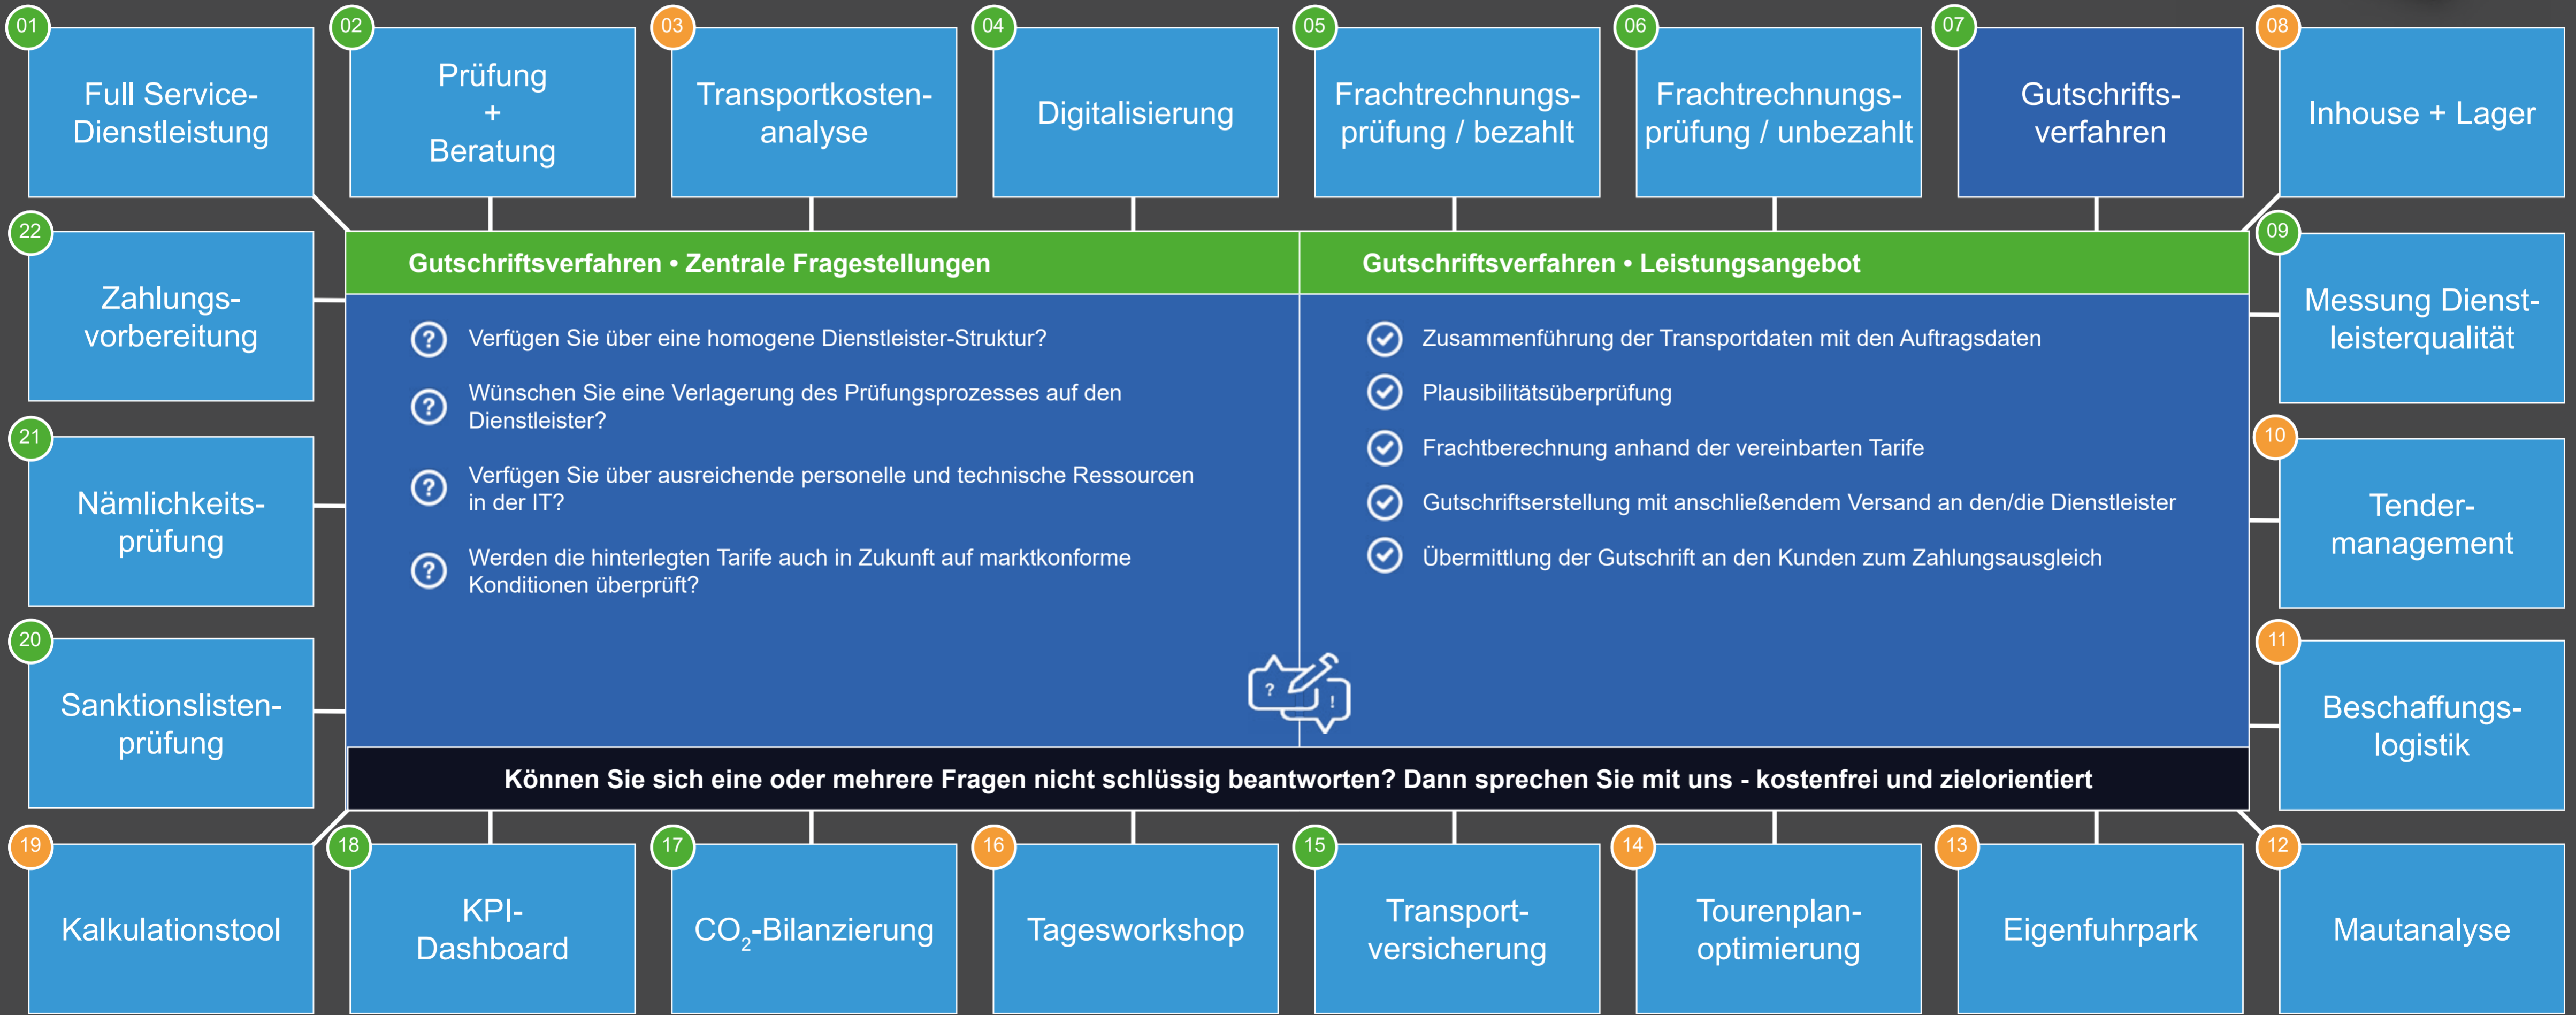 01
Full Service-
Dienstleistung
02
Prüfung
+
Beratung
03
Transportkosten-
analyse
04
Digitalisierung
05
Frachtrechnungs-
prüfung / bezahlt
06
Frachtrechnungs-
prüfung / unbezahlt
07
Gutschrifts-
verfahren
08
Inhouse + Lager
22
Zahlungs-
vorbereitung
21
Nämlichkeits-
prüfung
20
Sanktionslisten-
prüfung
Gutschriftsverfahren • Zentrale Fragestellungen
? Verfügen Sie über eine homogene Dienstleister-Struktur?
? Wünschen Sie eine Verlagerung des Prüfungsprozesses auf den
Dienstleister?
? Verfügen Sie über ausreichende personelle und technische Ressourcen
in der IT?
? Werden die hinterlegten Tarife auch in Zukunft auf marktkonforme
Konditionen überprüft?
Gutschriftsverfahren • Leistungsangebot
Zusammenführung der Transportdaten mit den Auftragsdaten
Plausibilitätsüberprüfung
Frachtberechnung anhand der vereinbarten Tarife
Gutschriftserstellung mit anschließendem Versand an den/die Dienstleister
Übermittlung der Gutschrift an den Kunden zum Zahlungsausgleich
? !
Können Sie sich eine oder mehrere Fragen nicht schlüssig beantworten? Dann sprechen Sie mit uns - kostenfrei und zielorientiert
09
Messung Dienst-
leisterqualität
10
Tender-
management
11
Beschaffungs-
logistik
19
Kalkulationstool
18
KPI-
Dashboard
17
CO₂-Bilanzierung
16
Tagesworkshop
15
Transport-
versicherung
14
Tourenplan-
optimierung
13
Eigenfuhrpark
12
Mautanalyse